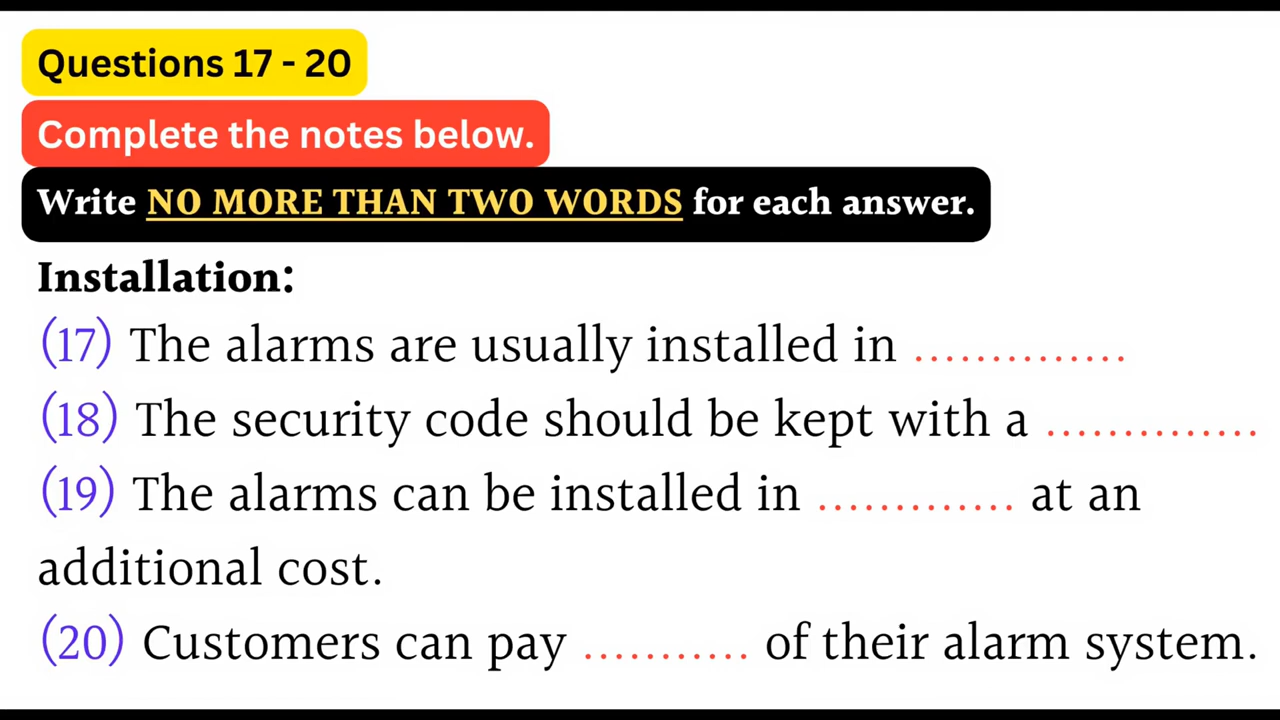 Questions 17 - 20
Complete the notes below.
Write NO MORE THAN TWO WORDS for each answer.
Installation:
(17) The alarms are usually installed in ..............
(18) The security code should be kept with a ..............
(19) The alarms can be installed in ............. at an
additional cost.
(20) Customers can pay ........... of their alarm system.